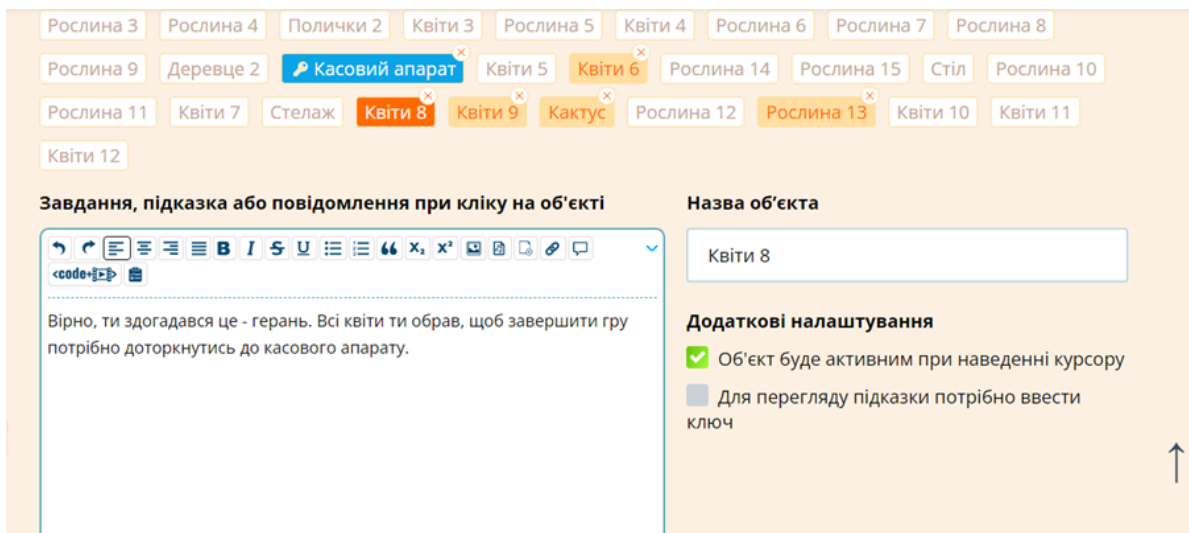 Рослина 3 Рослина 4 Полички 2 Квіти 3 Рослина 5 Квіти 4 Рослина 6 Рослина 7 Рослина 8
Рослина 9 Деревце 2 Касовий апарат Квіти 5 Квіти 6 Рослина 14 Рослина 15 Стіл Рослина 10
Рослина 11 Квіти 7 Стелаж Квіти 8 Квіти 9 Кактус Рослина 12 Рослина 13 Квіти 10 Квіти 11
Квіти 12
Завдання, підказка або повідомлення при кліку на об'єкті
B I S U X₂ X²
<code+
Вірно, ти здогадався це - герань. Всі квіти ти обрав, щоб завершити гру
потрібно доторкнутись до касового апарату.
Назва об’єкта
Квіти 8
Додаткові налаштування
Об'єкт буде активним при наведенні курсору
Для перегляду підказки потрібно ввести
ключ